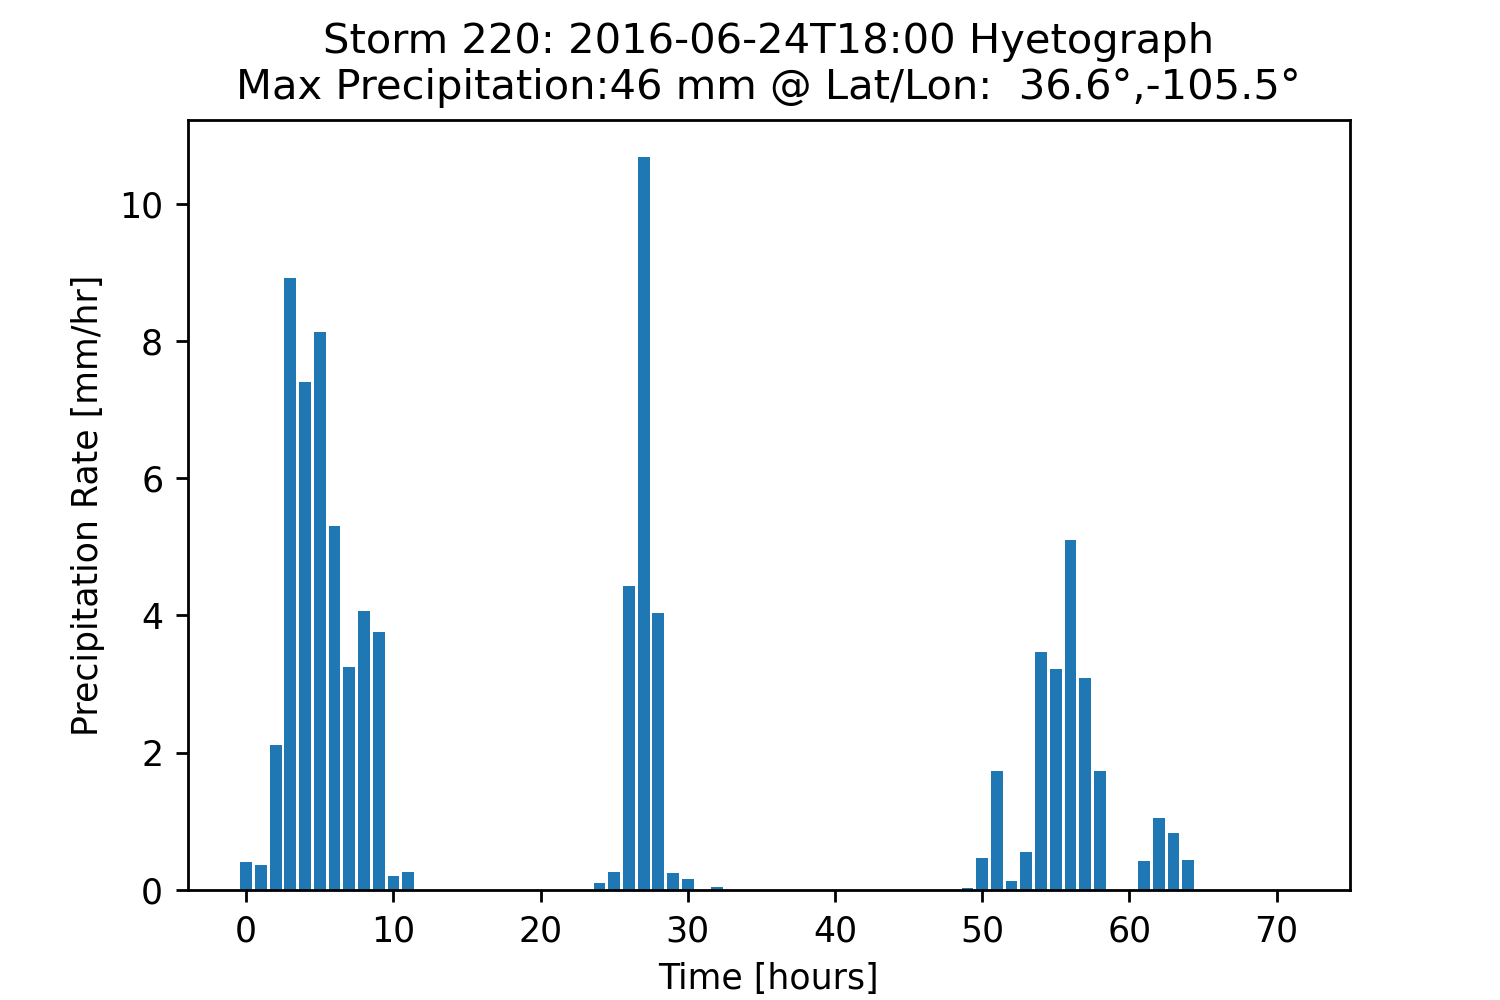 Storm 220: 2016-06-24T18:00 Hyetograph
Max Precipitation:46 mm @ Lat/Lon:  36.6°,-105.5°
Precipitation Rate [mm/hr]
10
8
6
4
2
0
0 10 20 30 40 50 60 70
Time [hours]